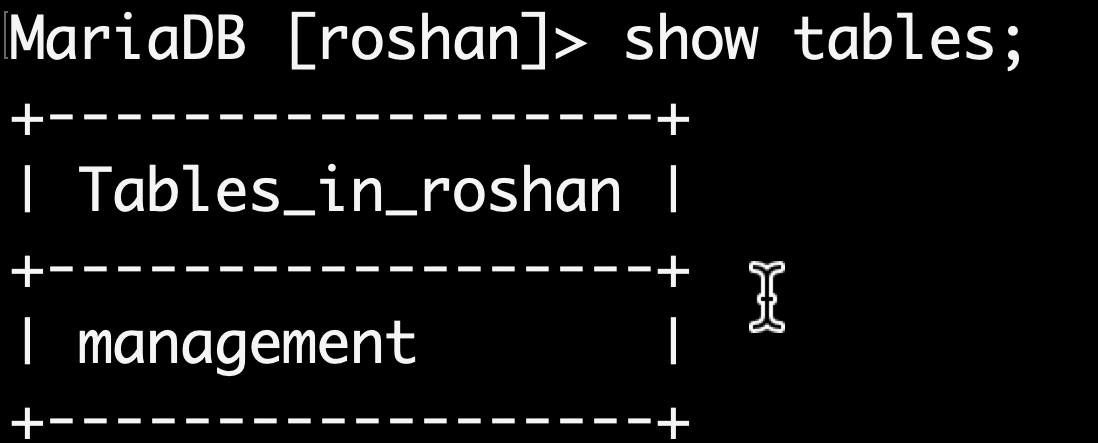 MariaDB [roshan]> show tables;
+------------------+
| Tables_in_roshan |
+------------------+
| management       |
+------------------+